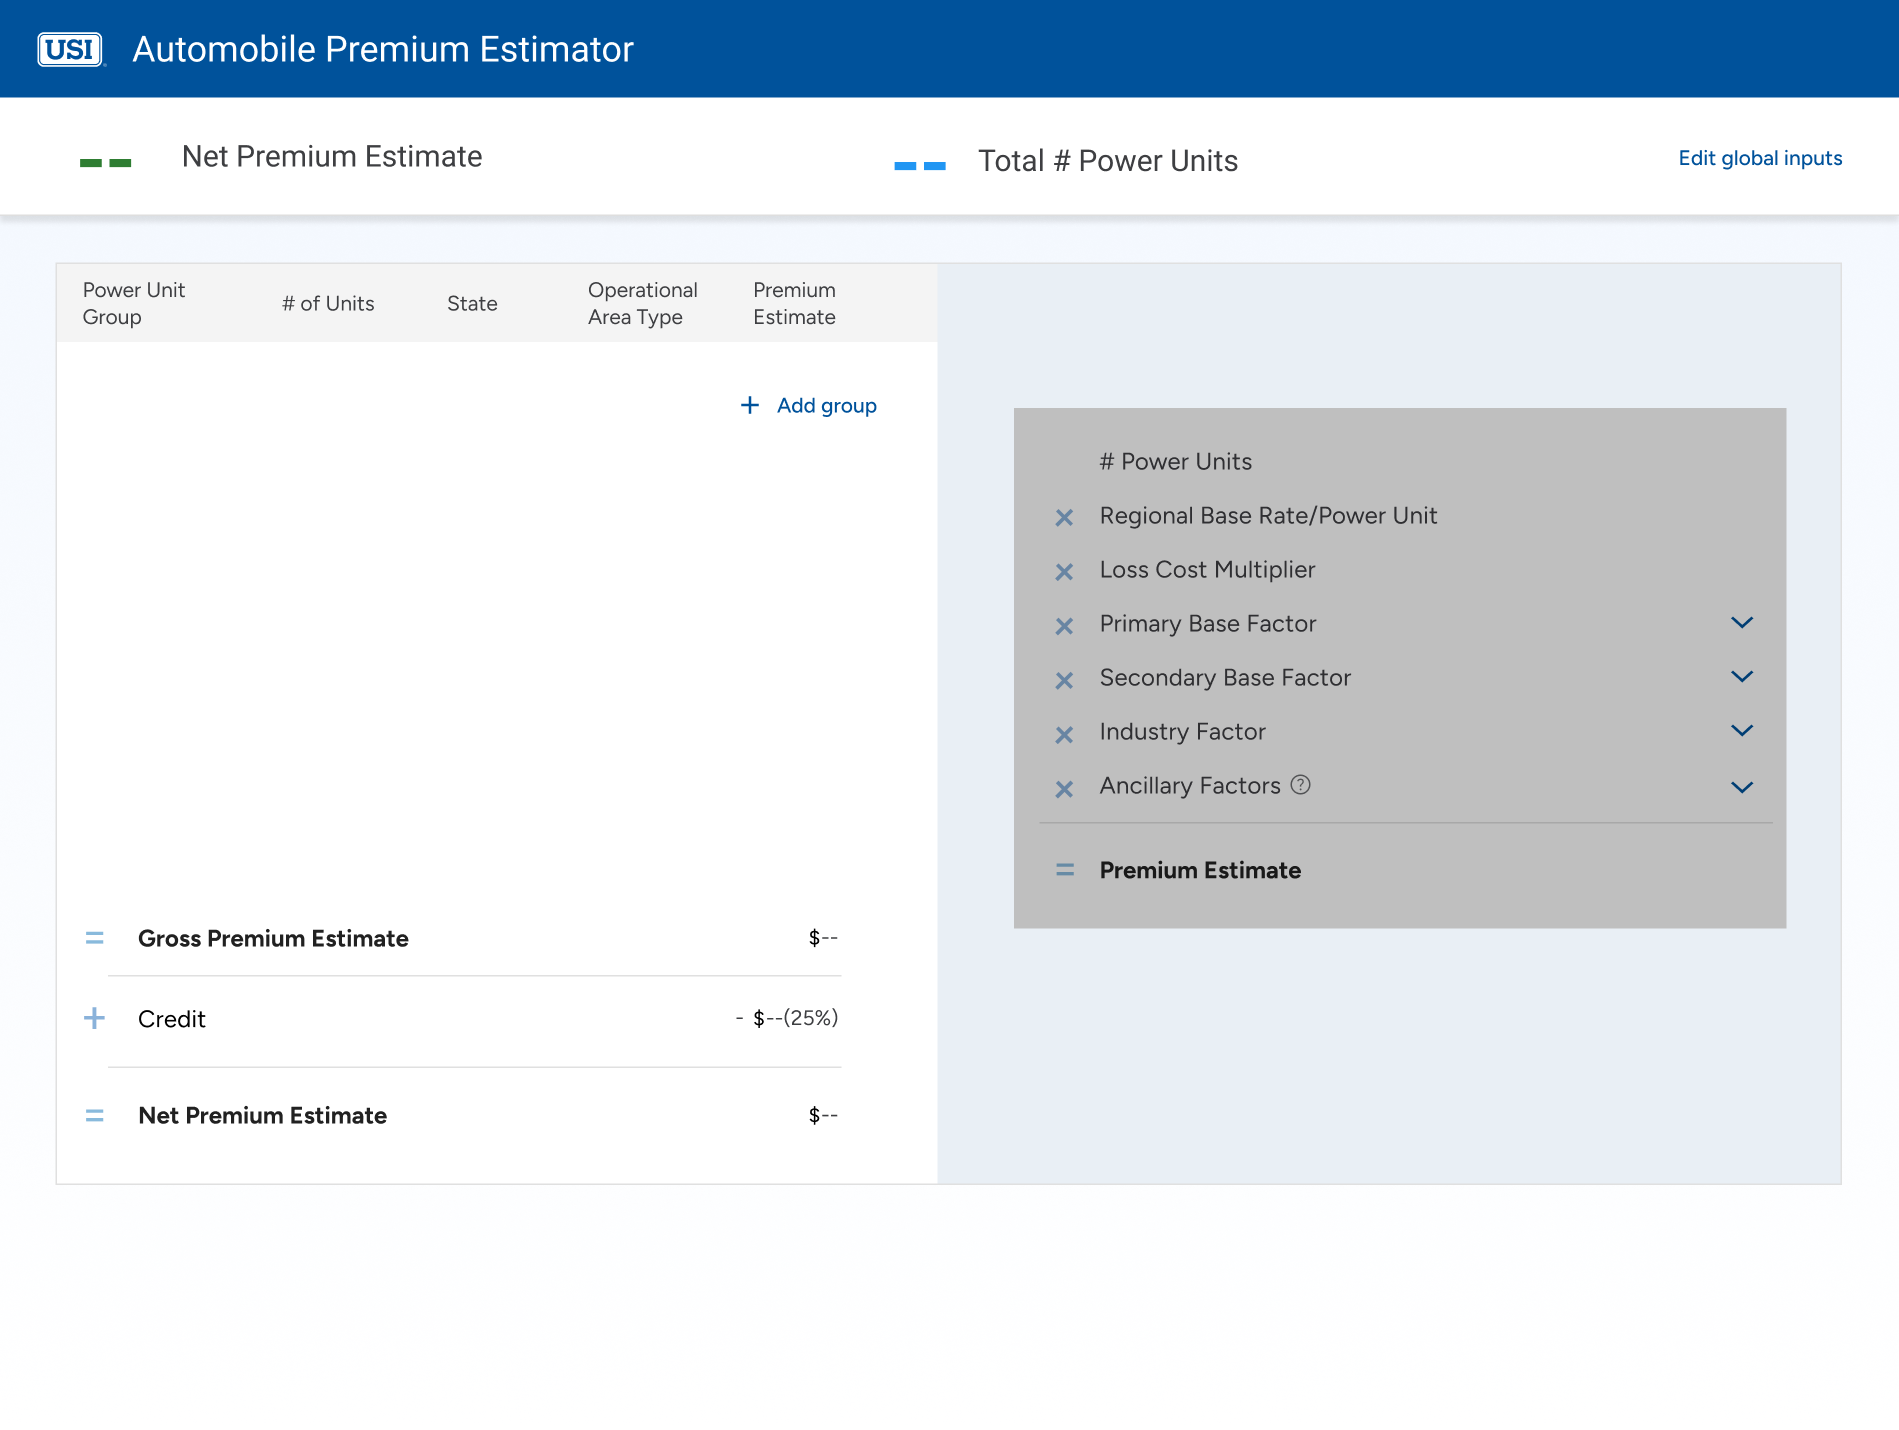 USI Automobile Premium Estimator
-- Net Premium Estimate
-- Total # Power Units
Edit global inputs
Power Unit Group
# of Units
State
Operational Area Type
Premium Estimate
+ Add group
# Power Units
× Regional Base Rate/Power Unit
× Loss Cost Multiplier
× Primary Base Factor
× Secondary Base Factor
× Industry Factor
× Ancillary Factors ?
= Premium Estimate
= Gross Premium Estimate $--
+ Credit - $--(25%)
= Net Premium Estimate $--